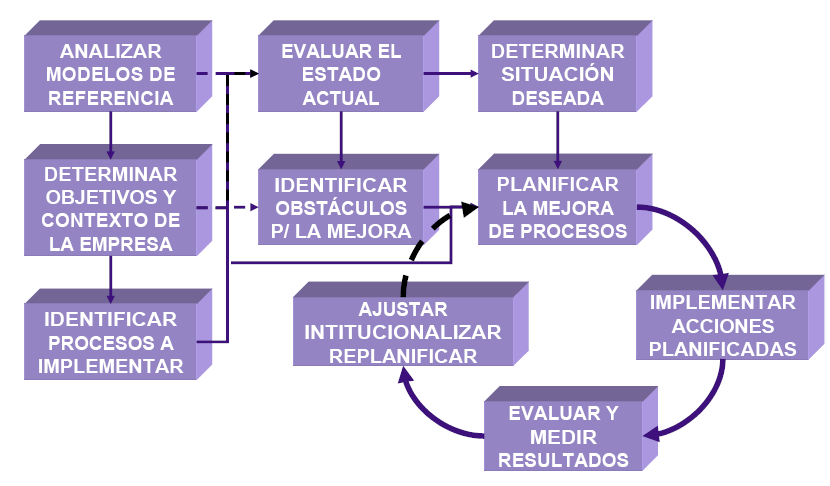 ANALIZAR
MODELOS DE
REFERENCIA
EVALUAR EL
ESTADO
ACTUAL
DETERMINAR
SITUACIÓN
DESEADA
DETERMINAR
OBJETIVOS Y
CONTEXTO DE
LA EMPRESA
IDENTIFICAR
OBSTÁCULOS
P/ LA MEJORA
PLANIFICAR
LA MEJORA
DE PROCESOS
IDENTIFICAR
PROCESOS A
IMPLEMENTAR
AJUSTAR
INTITUCIONALIZAR
REPLANIFICAR
IMPLEMENTAR
ACCIONES
PLANIFICADAS
EVALUAR Y
MEDIR
RESULTADOS